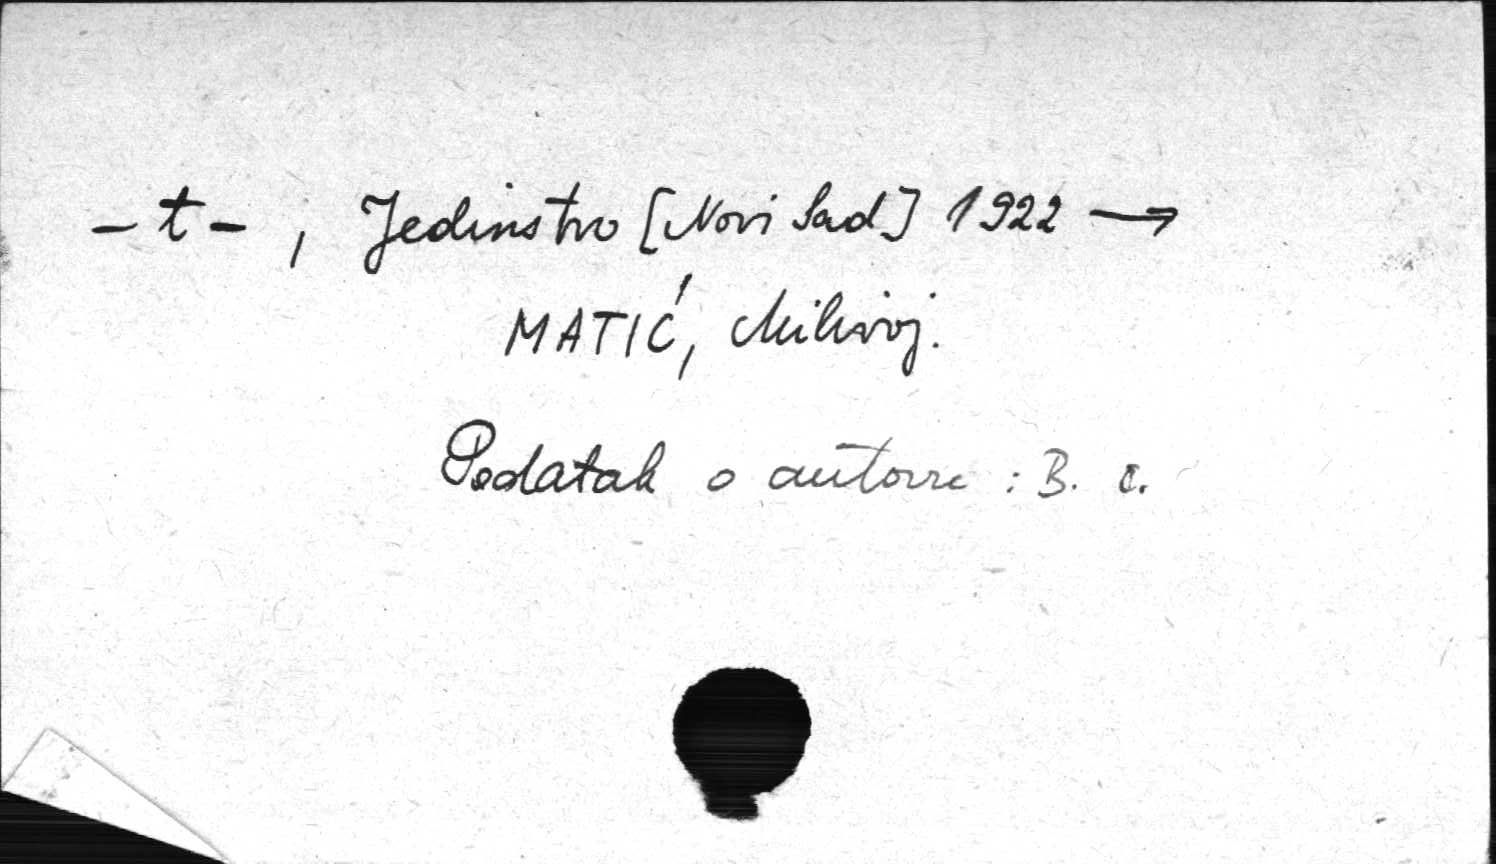 -t-, Jedinstvo [Novi Sad] 1922 →
MATIĆ, Milivoj.
Podatak o autoru: B. c.